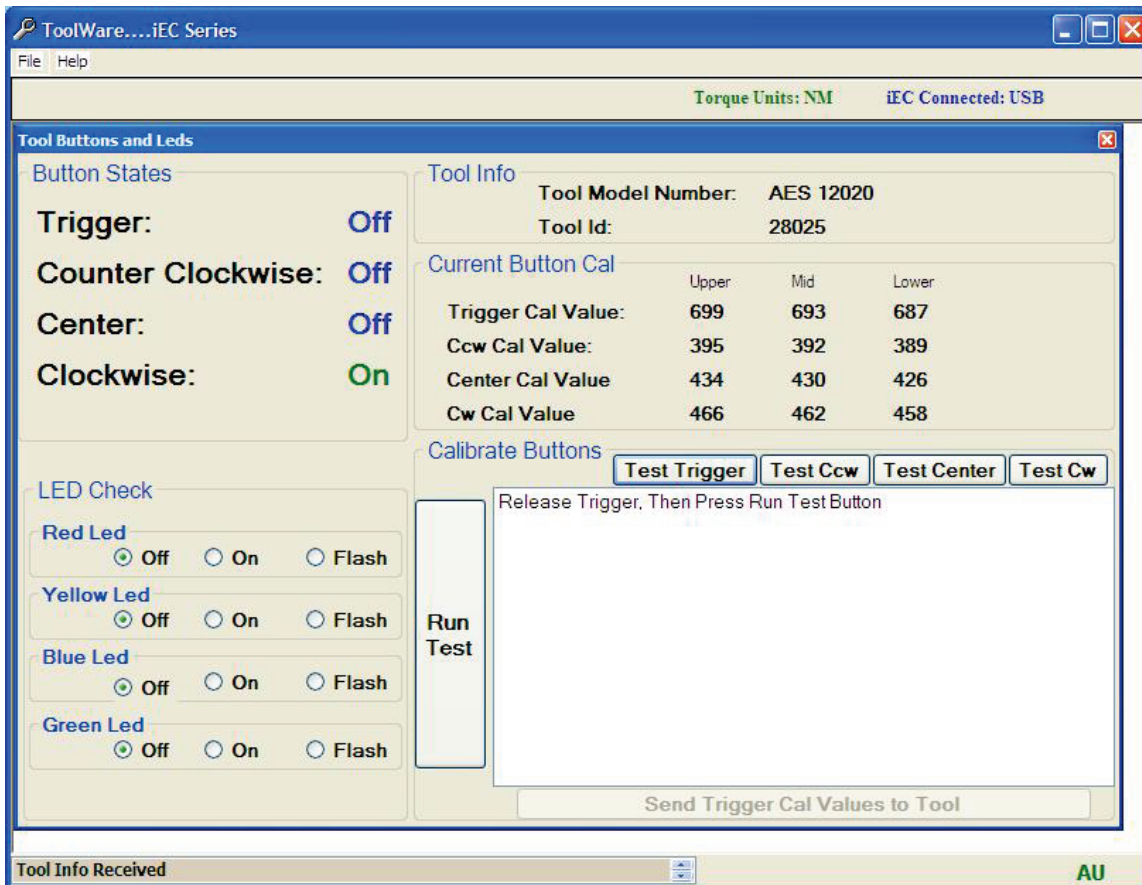 ToolWare....iEC Series
File Help
Torque Units: NM iEC Connected: USB
Tool Buttons and Leds
Button States
Trigger: Off
Counter Clockwise: Off
Center: Off
Clockwise: On
Tool Info
Tool Model Number: AES 12020
Tool Id: 28025
Current Button Cal
Upper Mid Lower
Trigger Cal Value: 699 693 687
Ccw Cal Value: 395 392 389
Center Cal Value 434 430 426
Cw Cal Value 466 462 458
LED Check
Red Led
Off On Flash
Yellow Led
Off On Flash
Blue Led
Off On Flash
Green Led
Off On Flash
Calibrate Buttons
Test Trigger Test Ccw Test Center Test Cw
Release Trigger, Then Press Run Test Button
Run
Test
Send Trigger Cal Values to Tool
Tool Info Received
AU